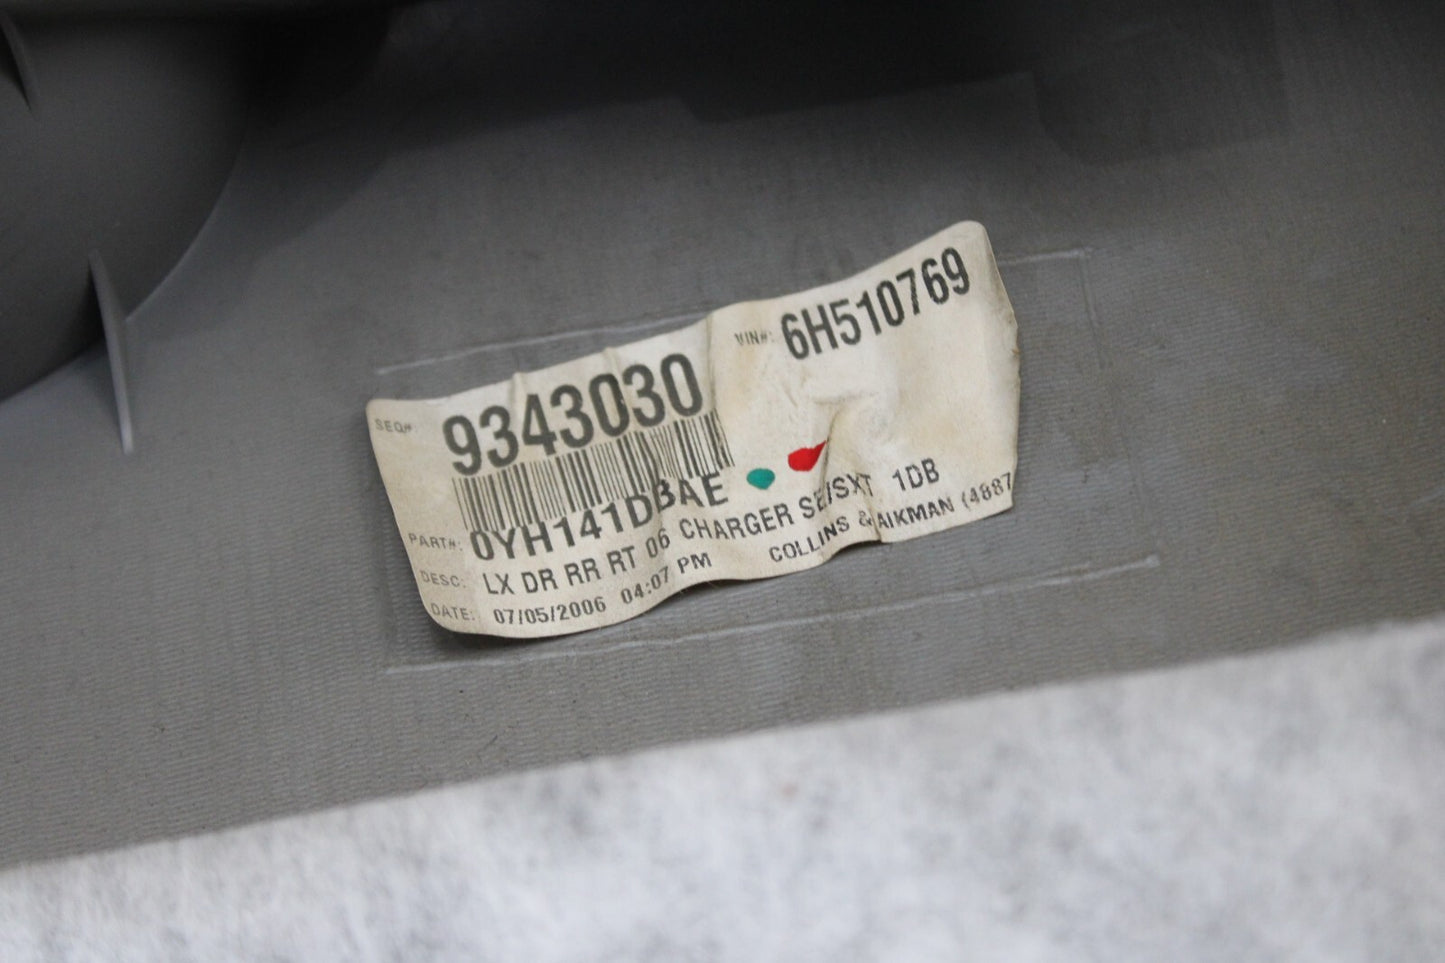 SEQ#: 9343030 VIN#: 6H510769
PART#: 0YH141DBAE
DESC: LX DR RR RT 06 CHARGER SE/SXT 1DB
DATE: 07/05/2006 04:07 PM COLLINS & AIKMAN (4887